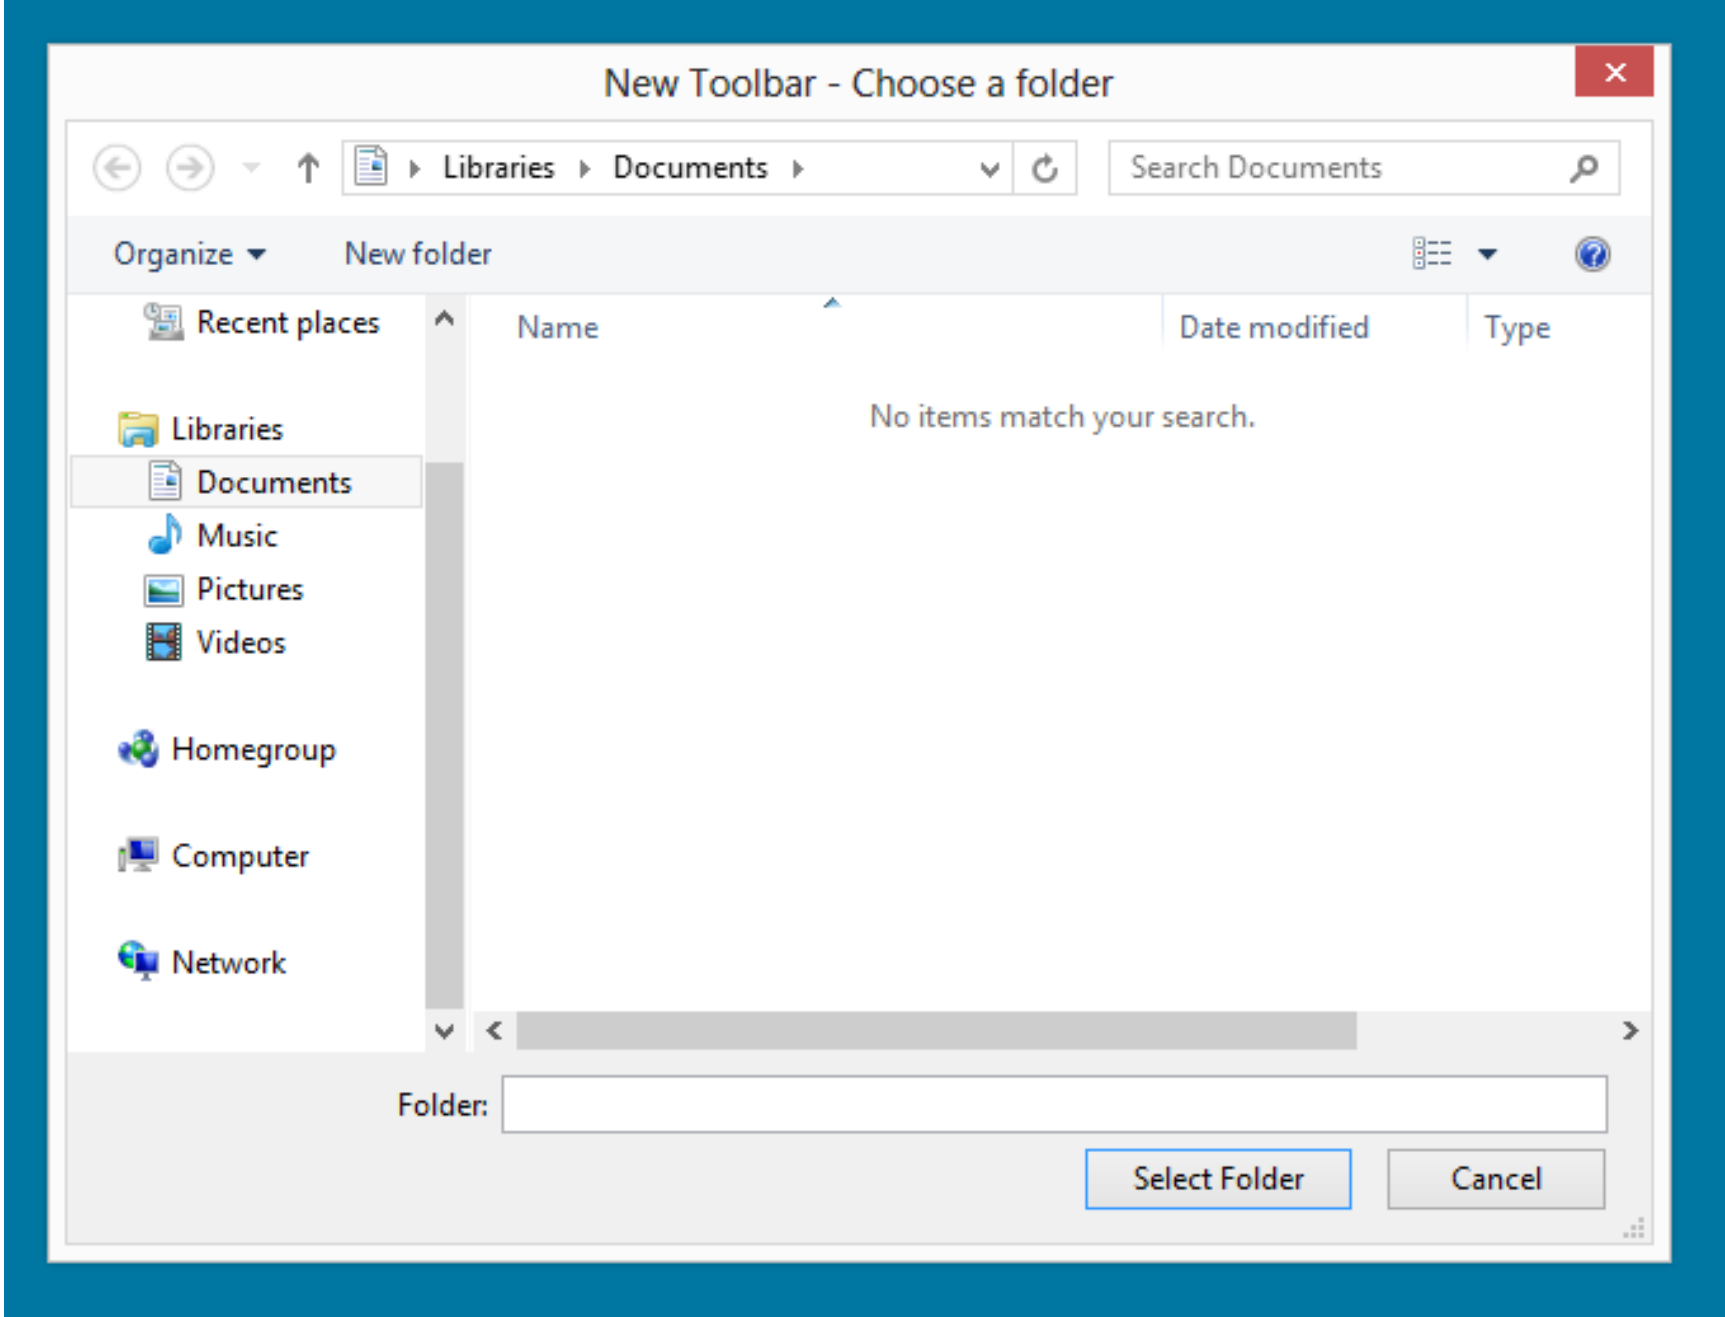 New Toolbar - Choose a folder
Libraries Documents
Search Documents
Organize New folder
Recent places
Libraries
Documents
Music
Pictures
Videos
Homegroup
Computer
Network
Name Date modified Type
No items match your search.
Folder:
Select Folder Cancel